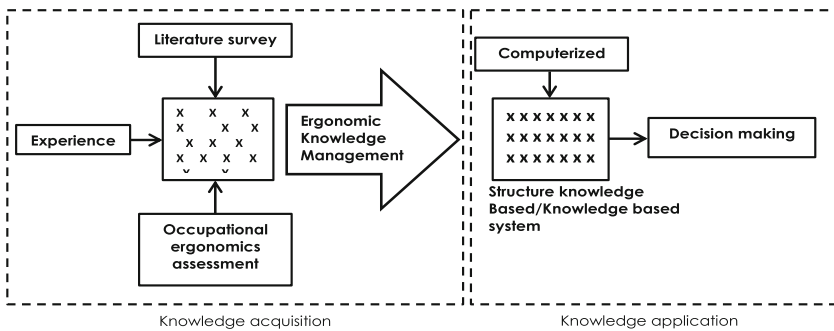 Literature survey
Experience
x x x
x x x
x x x
x x x x
Occupational
ergonomics
assessment
Ergonomic
Knowledge
Management
Computerized
x x x x x x x
x x x x x x x
x x x x x x x
Structure knowledge
Based/Knowledge based
system
Decision making
Knowledge acquisition
Knowledge application